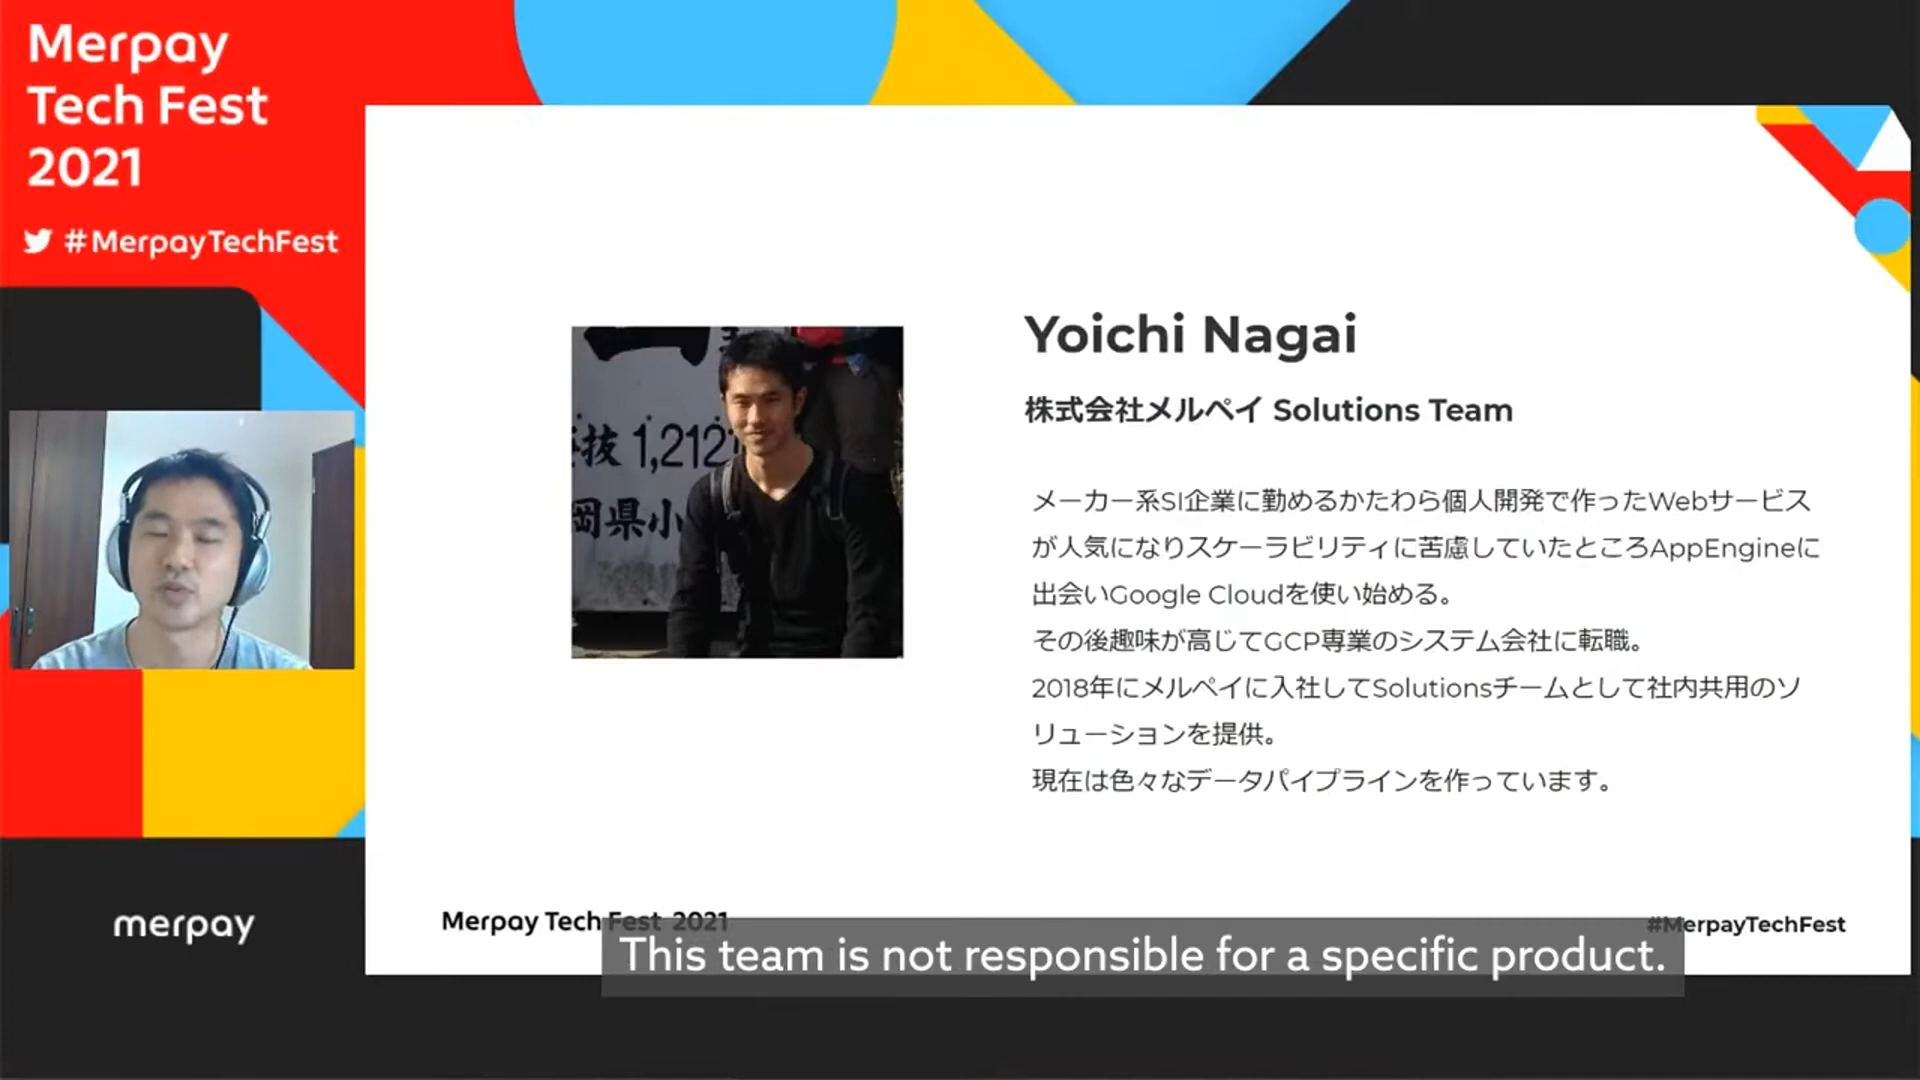 Merpay
Tech Fest
2021
#MerpayTechFest
Yoichi Nagai
株式会社メルペイ Solutions Team
抜 1,212
岡県小
メーカー系SI企業に勤めるかたわら個人開発で作ったWebサービス
が人気になりスケーラビリティに苦慮していたところAppEngineに
出会いGoogle Cloudを使い始める。
その後趣味が高じてGCP専業のシステム会社に転職。
2018年にメルペイに入社してSolutionsチームとして社内共用のソ
リューションを提供。
現在は色々なデータパイプラインを作っています。
merpay
Merpay Tech Fest 2021
#MerpayTechFest
This team is not responsible for a specific product.